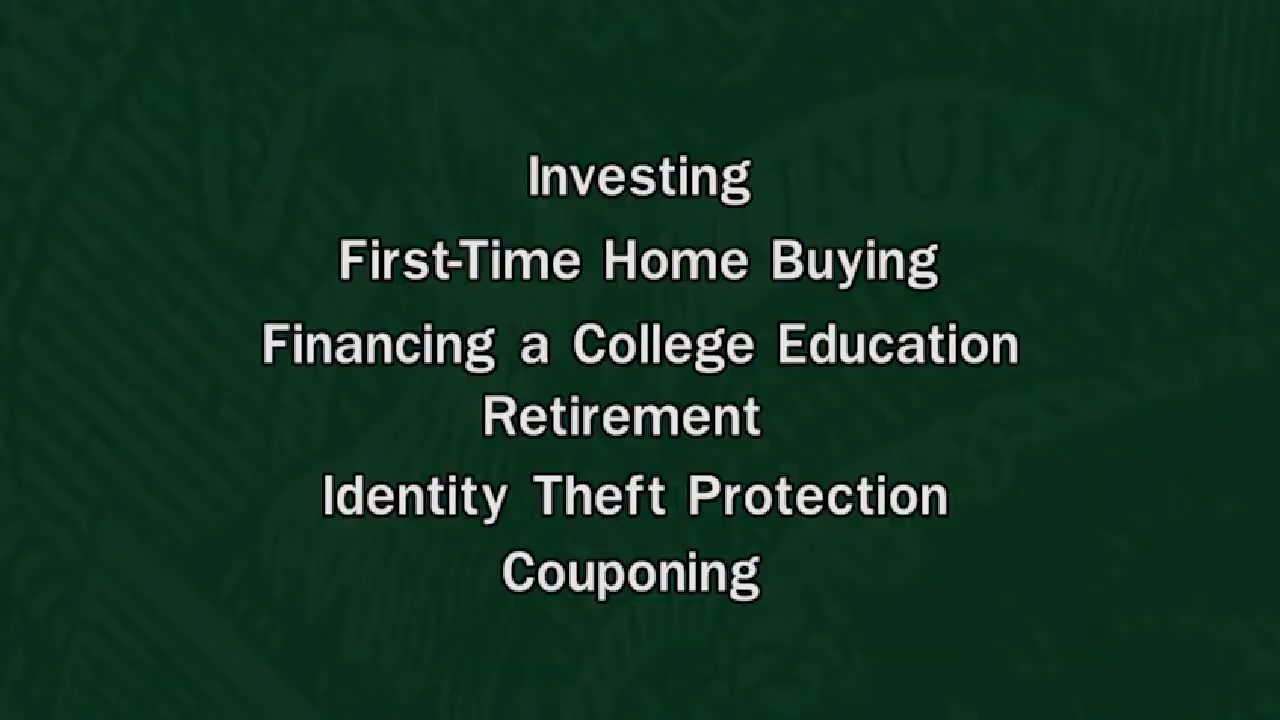 Investing
First-Time Home Buying
Financing a College Education
Retirement
Identity Theft Protection
Couponing